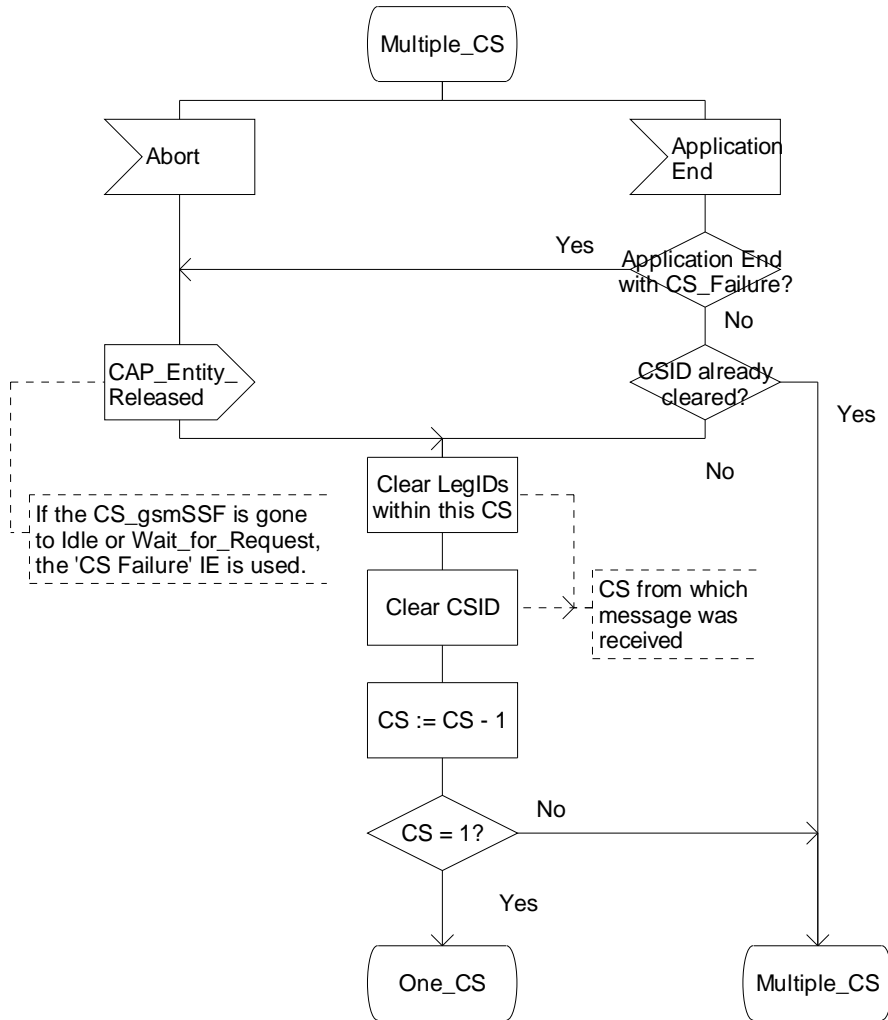 Multiple_CS
Abort
Application
End
Yes
Application End
with CS_Failure?
No
CAP_Entity_
Released
CSID already
cleared?
Yes
No
Clear LegIDs
within this CS
If the CS_gsmSSF is gone
to Idle or Wait_for_Request,
the 'CS Failure' IE is used.
Clear CSID
CS from which
message was
received
CS := CS - 1
No
CS = 1?
Yes
One_CS
Multiple_CS